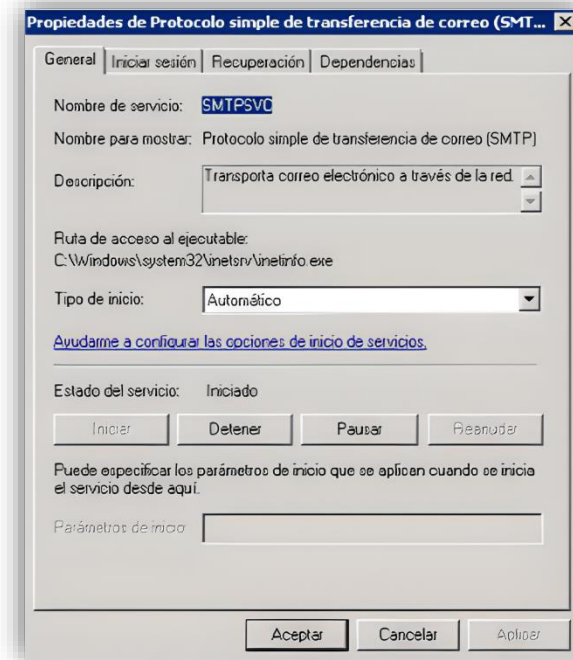 Propiedades de Protocolo simple de transferencia de correo (SMT...
General Iniciar sesión Recuperación Dependencias
Nombre de servicio: SMTPSVC
Nombre para mostrar: Protocolo simple de transferencia de correo (SMTP)
Descripción: Transporta correo electrónico a través de la red.
Ruta de acceso al ejecutable:
C:\Windows\system32\inetsrv\inetinfo.exe
Tipo de inicio: Automático
Ayudarme a configurar las opciones de inicio de servicios.
Estado del servicio: Iniciado
Iniciar Detener Pausar Reanudar
Puede especificar los parámetros de inicio que se aplican cuando se inicia
el servicio desde aquí.
Parámetros de inicio:
Aceptar Cancelar Aplicar